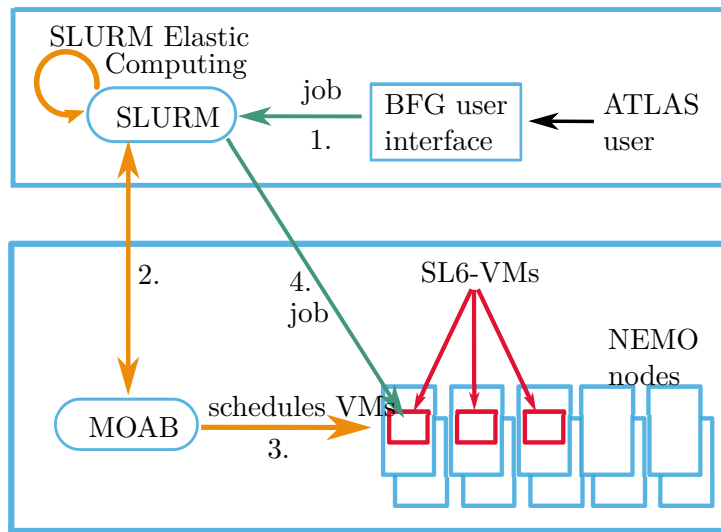 SLURM Elastic
Computing
SLURM
job
1.
BFG user
interface
ATLAS
user
2.
4.
job
SL6-VMs
NEMO
nodes
MOAB
schedules VMs
3.